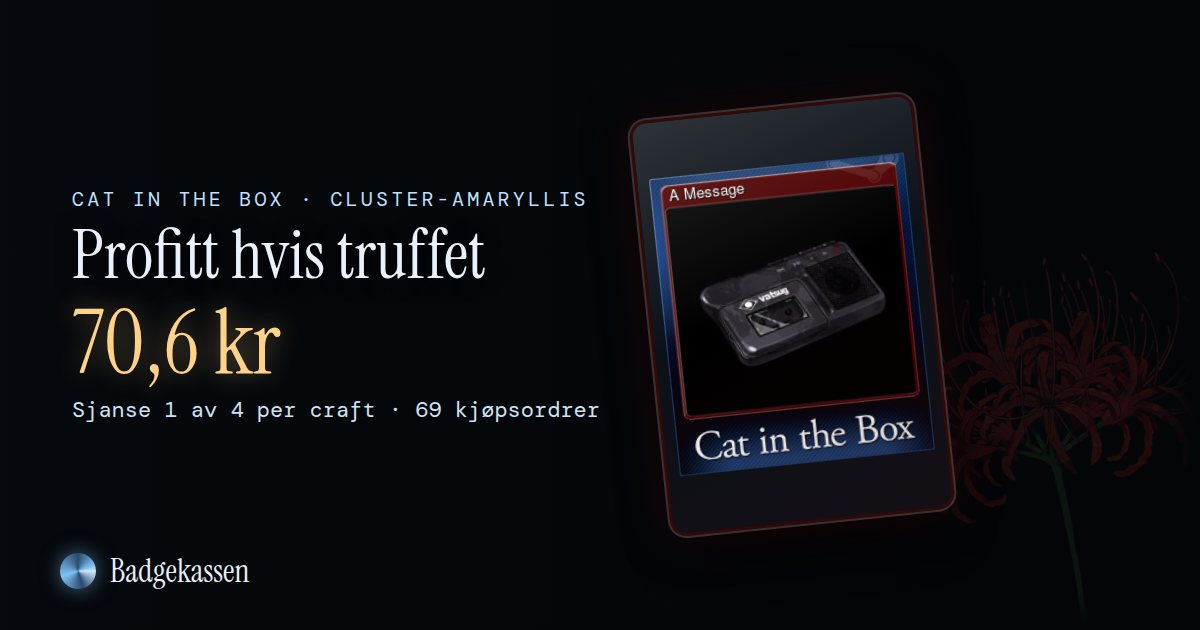 CAT IN THE BOX · CLUSTER-AMARYLLIS
Profitt hvis truffet
70,6 kr
Sjanse 1 av 4 per craft · 69 kjøpsordrer
A Message
vatsug
Cat in the Box
Badgekassen